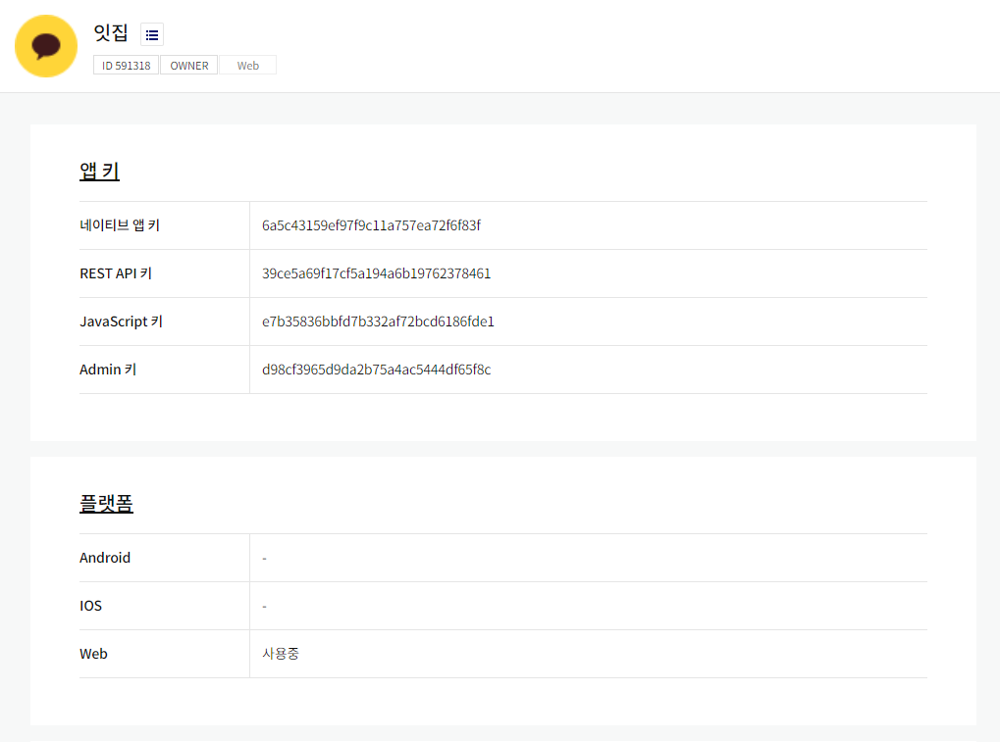 잇집
ID 591318 OWNER Web
앱 키
네이티브 앱 키 6a5c43159ef97f9c11a757ea72f6f83f
REST API 키 39ce5a69f17cf5a194a6b19762378461
JavaScript 키 e7b35836bbfd7b332af72bcd6186fde1
Admin 키 d98cf3965d9da2b75a4ac5444df65f8c
플랫폼
Android -
IOS -
Web 사용중